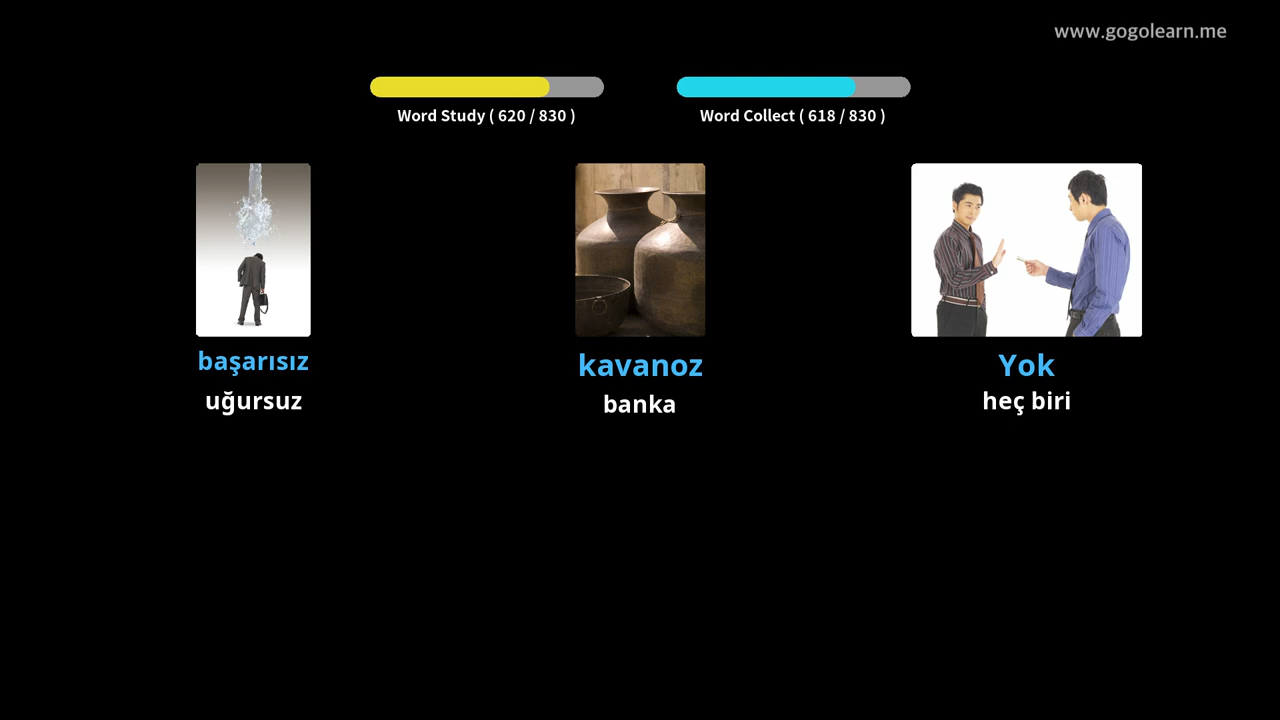 www.gogolearn.me
Word Study ( 620 / 830 )
Word Collect ( 618 / 830 )
başarısız
uğursuz
kavanoz
banka
Yok
heç biri